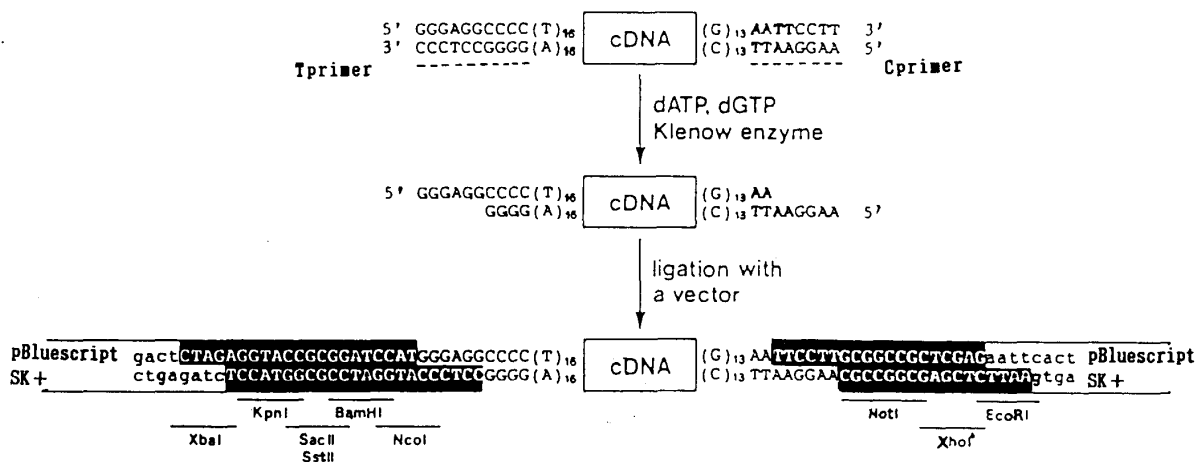 5' GGGAGGCCCC(T)₁₆ cDNA (G)₁₃ AATTCCTT 3'
3' CCCTCCGGGG(A)₁₆ (C)₁₃ TTAAGGAA 5'
Tprimer Cprimer
dATP, dGTP
Klenow enzyme
5' GGGAGGCCCC(T)₁₆ cDNA (G)₁₃ AA
GGGG(A)₁₆ (C)₁₃ TTAAGGAA 5'
ligation with
a vector
pBluescript gactCTAGAGGTACCGCGGATCCATGGGAGGCCCC(T)₁₆ cDNA (G)₁₃ AATTCCTTGCGGCCGCTCGAGaattcact pBluescript
SK+ ctgagatcTCCATGGCGCCTAGGTACCCTCCGGGG(A)₁₆ (C)₁₃ TTAAGGAACGCCGGCGAGCTCTTAAgtga SK+
KpnI BamHI NotI EcoRI
XbaI SacII NcoI XhoI
SstII